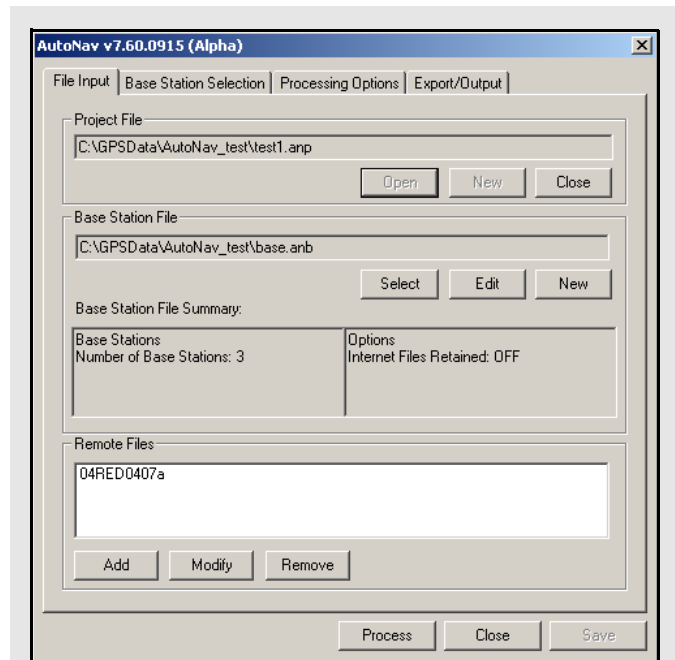 AutoNav v7.60.0915 (Alpha)
File Input Base Station Selection Processing Options Export/Output
Project File
C:\GPSData\AutoNav_test\test1.anp
Open New Close
Base Station File
C:\GPSData\AutoNav_test\base.anb
Select Edit New
Base Station File Summary:
Base Stations
Number of Base Stations: 3
Options
Internet Files Retained: OFF
Remote Files
04RED0407a
Add Modify Remove
Process Close Save